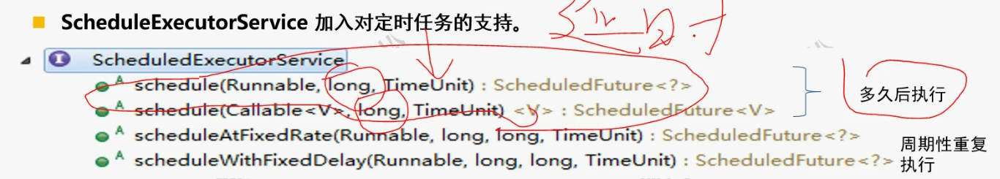 ScheduleExecutorService 加入对定时任务的支持。
ScheduledExecutorService
schedule(Runnable, long, TimeUnit) : ScheduledFuture<?>
schedule(Callable<V>, long, TimeUnit) <V> : ScheduledFuture<V>
多久后执行
scheduleAtFixedRate(Runnable, long, long, TimeUnit) : ScheduledFuture<?>
scheduleWithFixedDelay(Runnable, long, long, TimeUnit) : ScheduledFuture<?>
周期性重复
执行